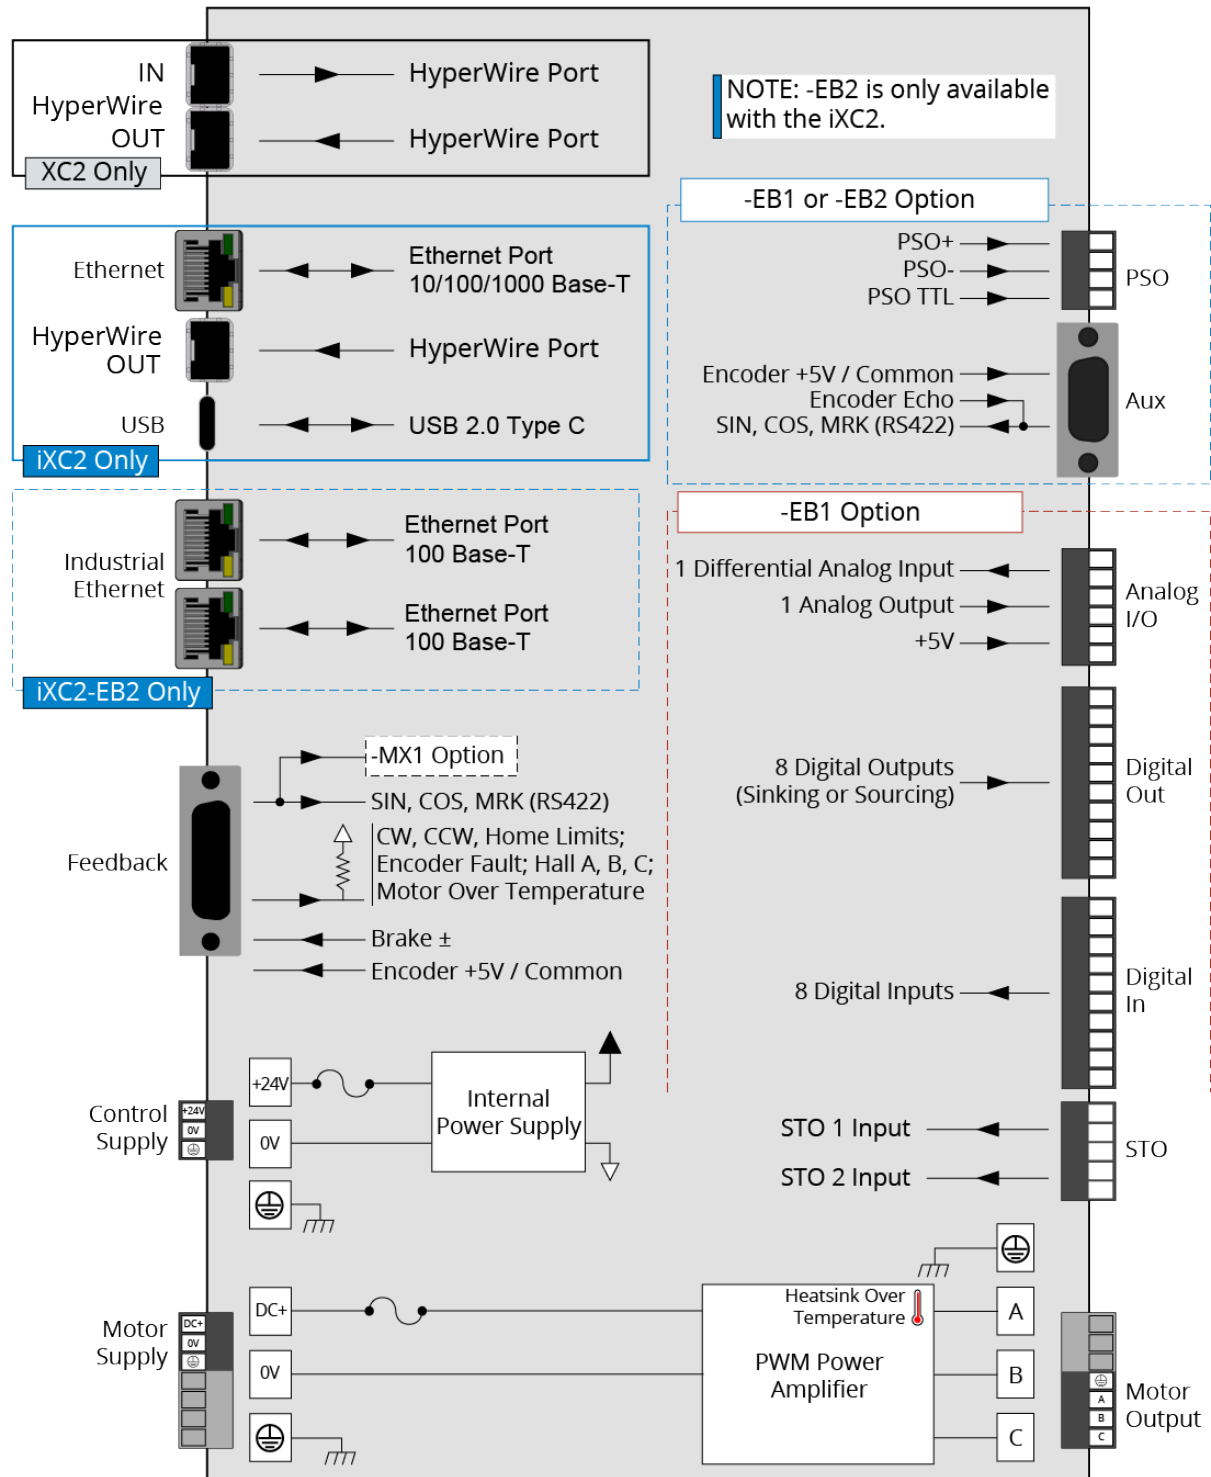 IN
HyperWire
OUT
HyperWire Port
HyperWire Port
XC2 Only
NOTE: -EB2 is only available
with the iXC2.
Ethernet
Ethernet Port
10/100/1000 Base-T
HyperWire
OUT
HyperWire Port
USB
USB 2.0 Type C
iXC2 Only
-EB1 or -EB2 Option
PSO+
PSO-
PSO TTL
PSO
Encoder +5V / Common
Encoder Echo
SIN, COS, MRK (RS422)
Aux
Industrial
Ethernet
Ethernet Port
100 Base-T
Ethernet Port
100 Base-T
iXC2-EB2 Only
-EB1 Option
1 Differential Analog Input
1 Analog Output
+5V
Analog
I/O
8 Digital Outputs
(Sinking or Sourcing)
Digital
Out
8 Digital Inputs
Digital
In
Feedback
-MX1 Option
SIN, COS, MRK (RS422)
CW, CCW, Home Limits;
Encoder Fault; Hall A, B, C;
Motor Over Temperature
Brake ±
Encoder +5V / Common
Control
Supply
+24V
0V
+24V
0V
Internal
Power Supply
STO 1 Input
STO 2 Input
STO
Motor
Supply
DC+
0V
DC+
0V
Heatsink Over
Temperature
PWM Power
Amplifier
A
B
C
A
B
C
Motor
Output